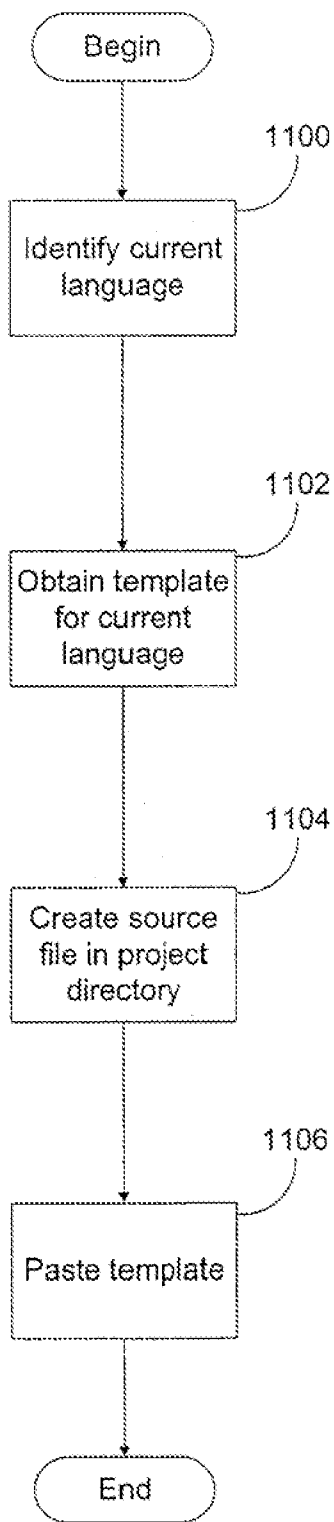 Begin
1100
Identify current
language
1102
Obtain template
for current
language
1104
Create source
file in project
directory
1106
Paste template
End